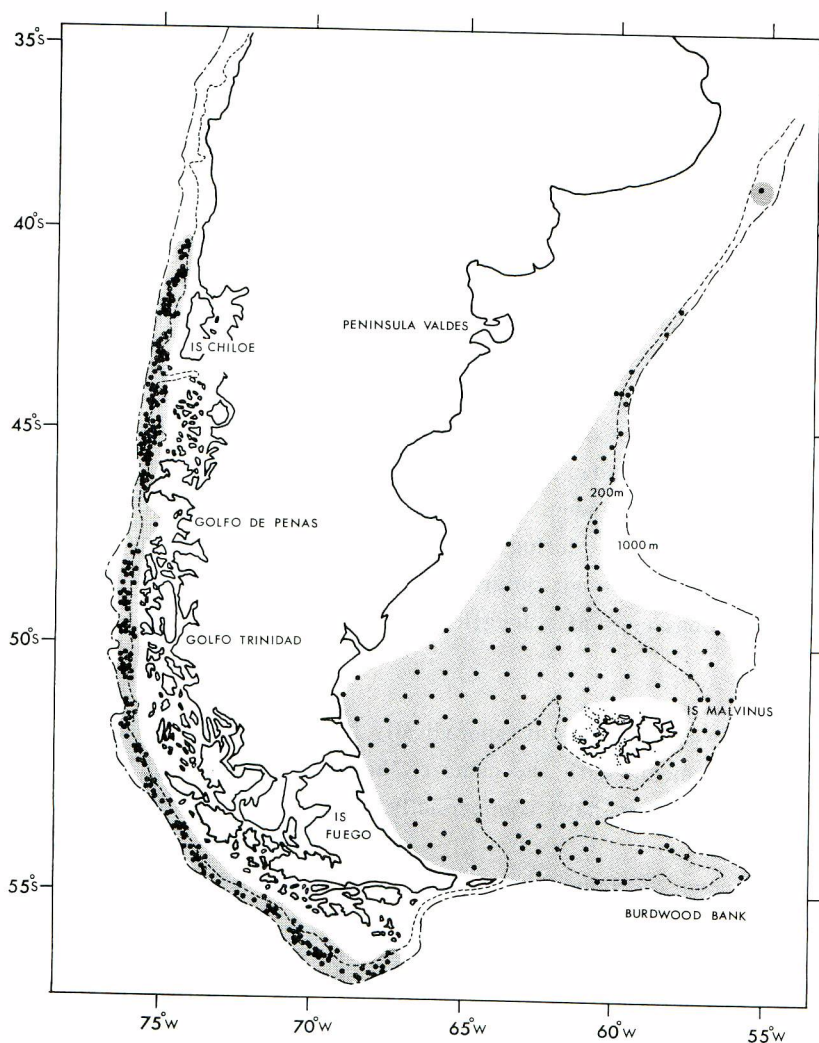 35°S
40°S
IS CHILOE
PENINSULA VALDES
45°S
200m
GOLFO DE PENAS
1000m
50°S
GOLFO TRINIDAD
IS MALVINUS
IS
FUEGO
55°S
BURDWOOD BANK
75°W
70°W
65°W
60°W
55°W